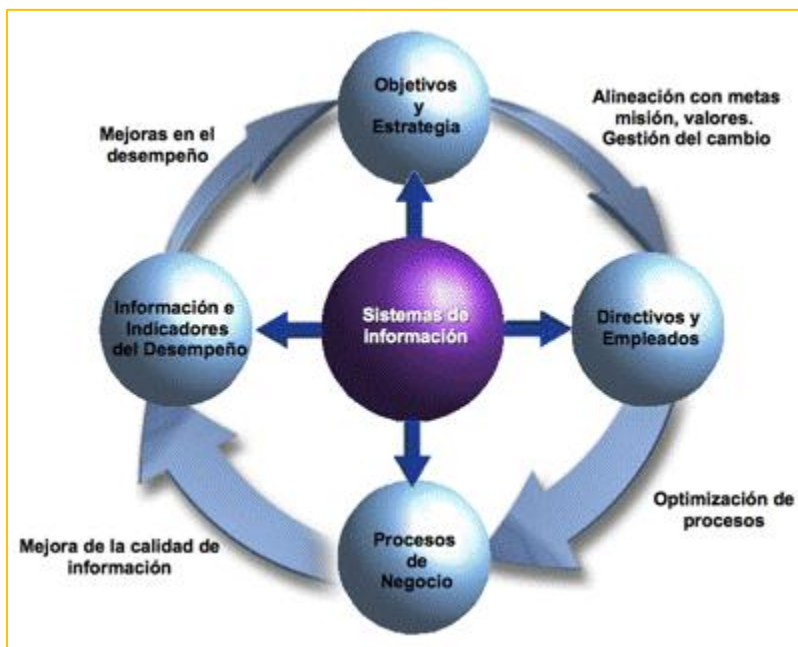 Objetivos
y
Estrategia
Alineación con metas
misión, valores.
Gestión del cambio
Mejoras en el
desempeño
Información e
Indicadores
del Desempeño
Sistemas de
Información
Directivos y
Empleados
Optimización de
procesos
Mejora de la calidad de
información
Procesos
de
Negocio